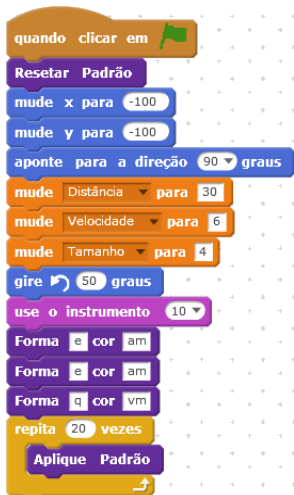 quando clicar em
Resetar Padrão
mude x para -100
mude y para -100
aponte para a direção 90 graus
mude Distância para 30
mude Velocidade para 6
mude Tamanho para 4
gire 50 graus
use o instrumento 10
Forma e cor am
Forma e cor am
Forma q cor vm
repita 20 vezes
Aplique Padrão